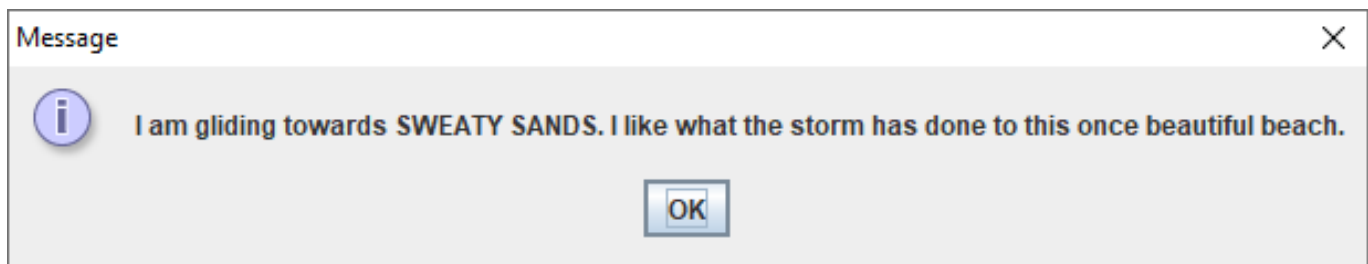 Message
I am gliding towards SWEATY SANDS. I like what the storm has done to this once beautiful beach.
OK